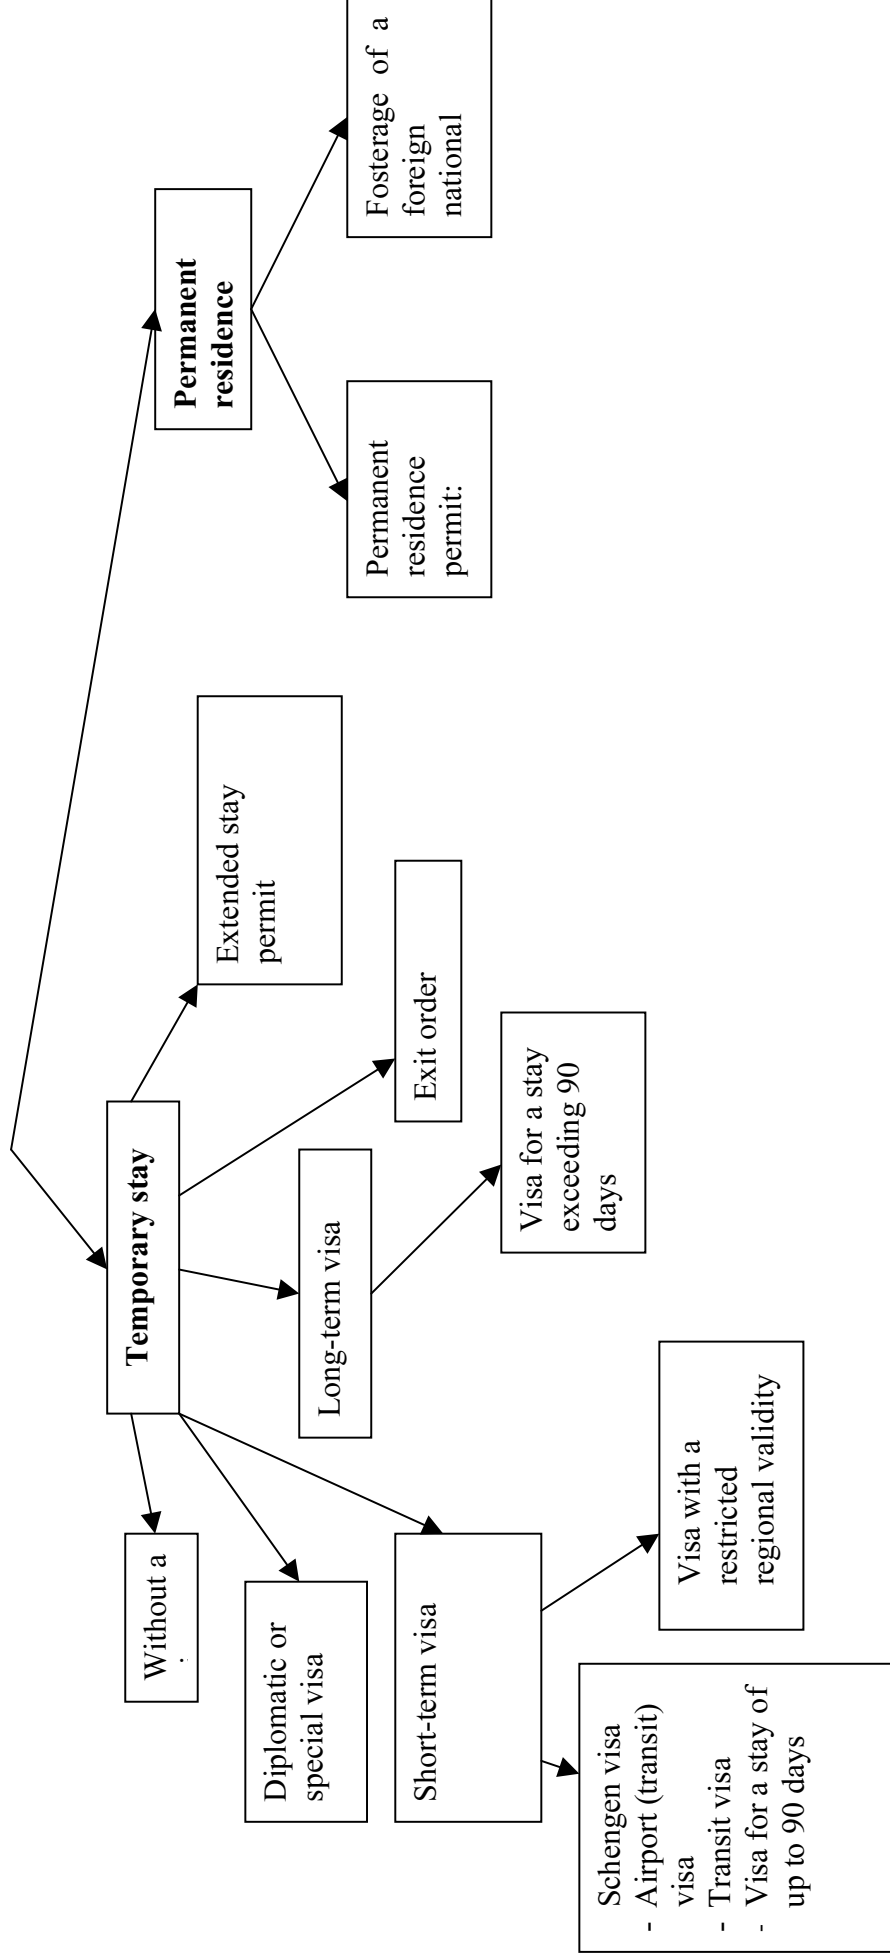 Temporary stay
Permanent
residence
Without a
Diplomatic or
special visa
Short-term visa
Long-term visa
Exit order
Extended stay
permit
Permanent
residence
permit:
Fosterage of a
foreign
national
Schengen visa
- Airport (transit)
visa
- Transit visa
- Visa for a stay of
up to 90 days
Visa with a
restricted
regional validity
Visa for a stay
exceeding 90
days